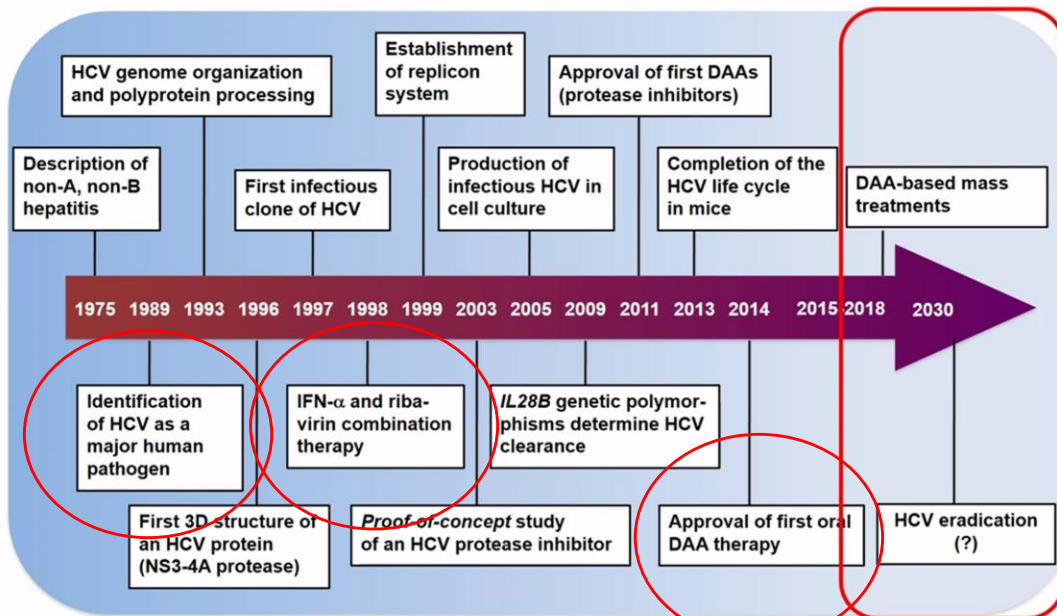 HCV genome organization
and polyprotein processing
Establishment
of replicon
system
Approval of first DAAs
(protease inhibitors)
Description of
non-A, non-B
hepatitis
First infectious
clone of HCV
Production of
infectious HCV in
cell culture
Completion of the
HCV life cycle
in mice
DAA-based mass
treatments
1975 1989 1993 1996 1997 1998 1999 2003 2005 2009 2011 2013 2014 2015-2018 2030
Identification
of HCV as a
major human
pathogen
IFN-α and riba-
virin combination
therapy
IL28B genetic polymor-
phisms determine HCV
clearance
First 3D structure of
an HCV protein
(NS3-4A protease)
Proof-of-concept study
of an HCV protease inhibitor
Approval of first oral
DAA therapy
HCV eradication
(?)